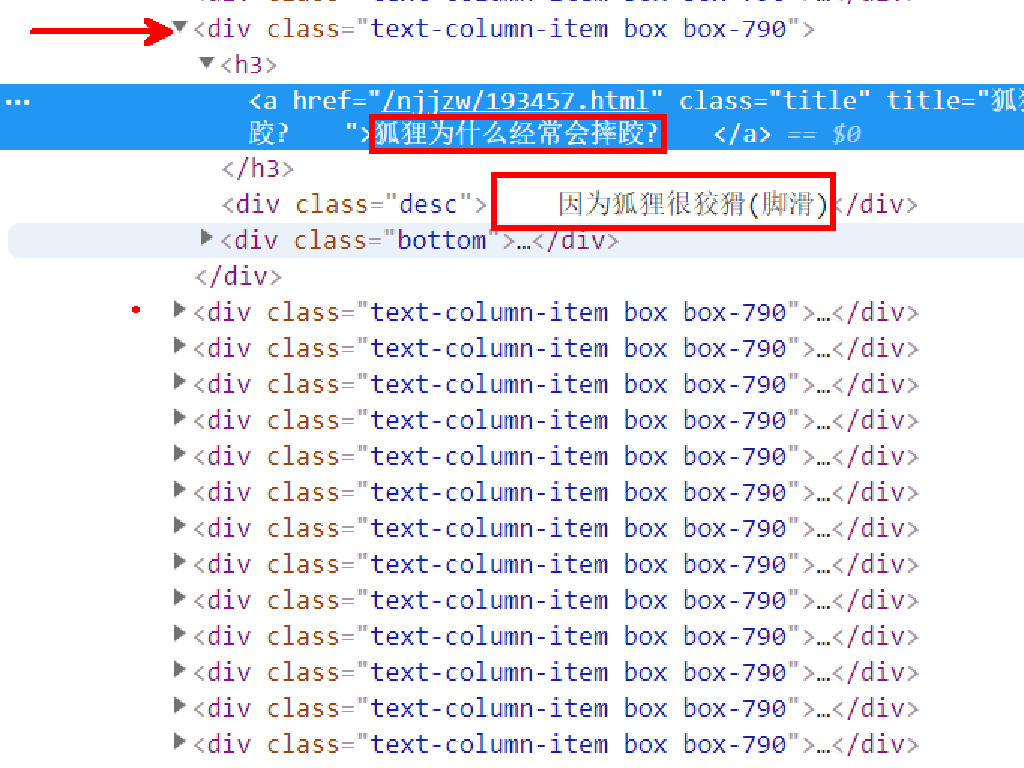 <div class="text-column-item box box-790">
<h3>
… <a href="/njjzw/193457.html" class="title" title="狐
跤? ">狐狸为什么经常会摔跤? </a> == $0
</h3>
<div class="desc"> 因为狐狸很狡猾(脚滑)</div>
<div class="bottom">…</div>
</div>
<div class="text-column-item box box-790">…</div>
<div class="text-column-item box box-790">…</div>
<div class="text-column-item box box-790">…</div>
<div class="text-column-item box box-790">…</div>
<div class="text-column-item box box-790">…</div>
<div class="text-column-item box box-790">…</div>
<div class="text-column-item box box-790">…</div>
<div class="text-column-item box box-790">…</div>
<div class="text-column-item box box-790">…</div>
<div class="text-column-item box box-790">…</div>
<div class="text-column-item box box-790">…</div>
<div class="text-column-item box box-790">…</div>
<div class="text-column-item box box-790">…</div>